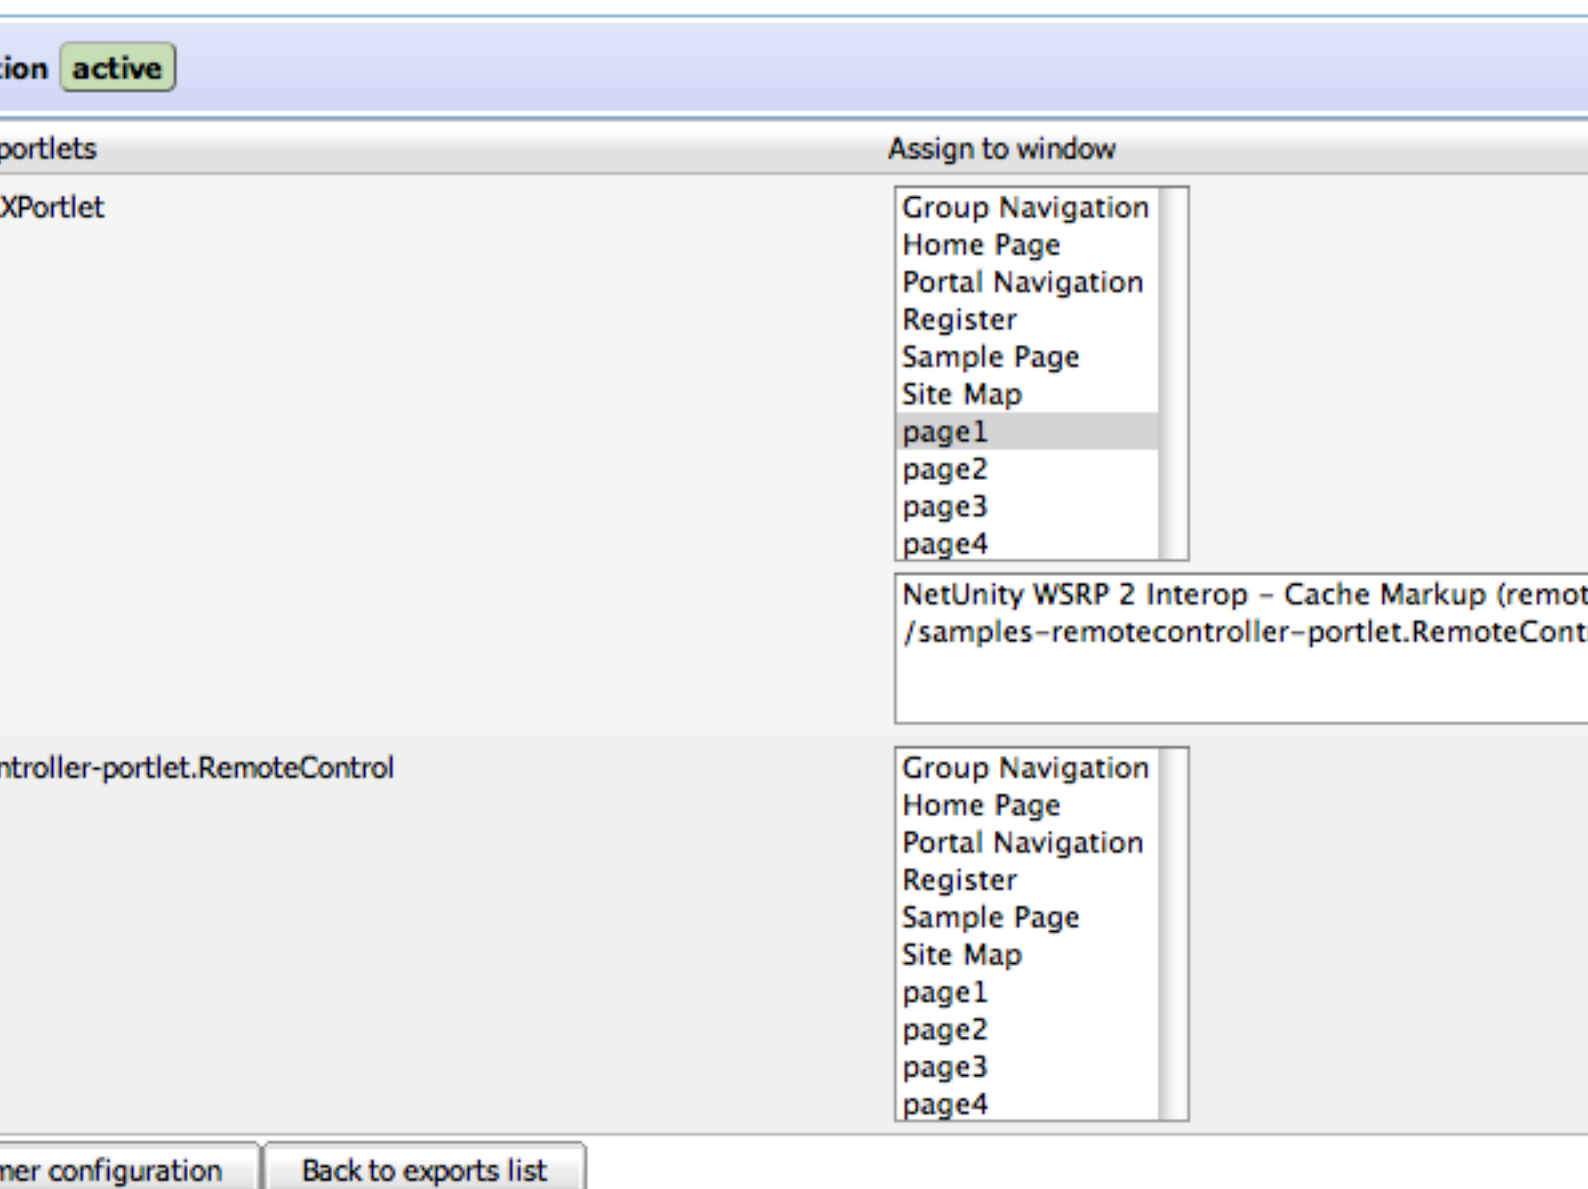 tion active
portlets Assign to window
XPortlet
Group Navigation
Home Page
Portal Navigation
Register
Sample Page
Site Map
page1
page2
page3
page4
NetUnity WSRP 2 Interop – Cache Markup (remot
/samples-remotecontroller-portlet.RemoteCont
ntroller-portlet.RemoteControl
Group Navigation
Home Page
Portal Navigation
Register
Sample Page
Site Map
page1
page2
page3
page4
mer configuration Back to exports list